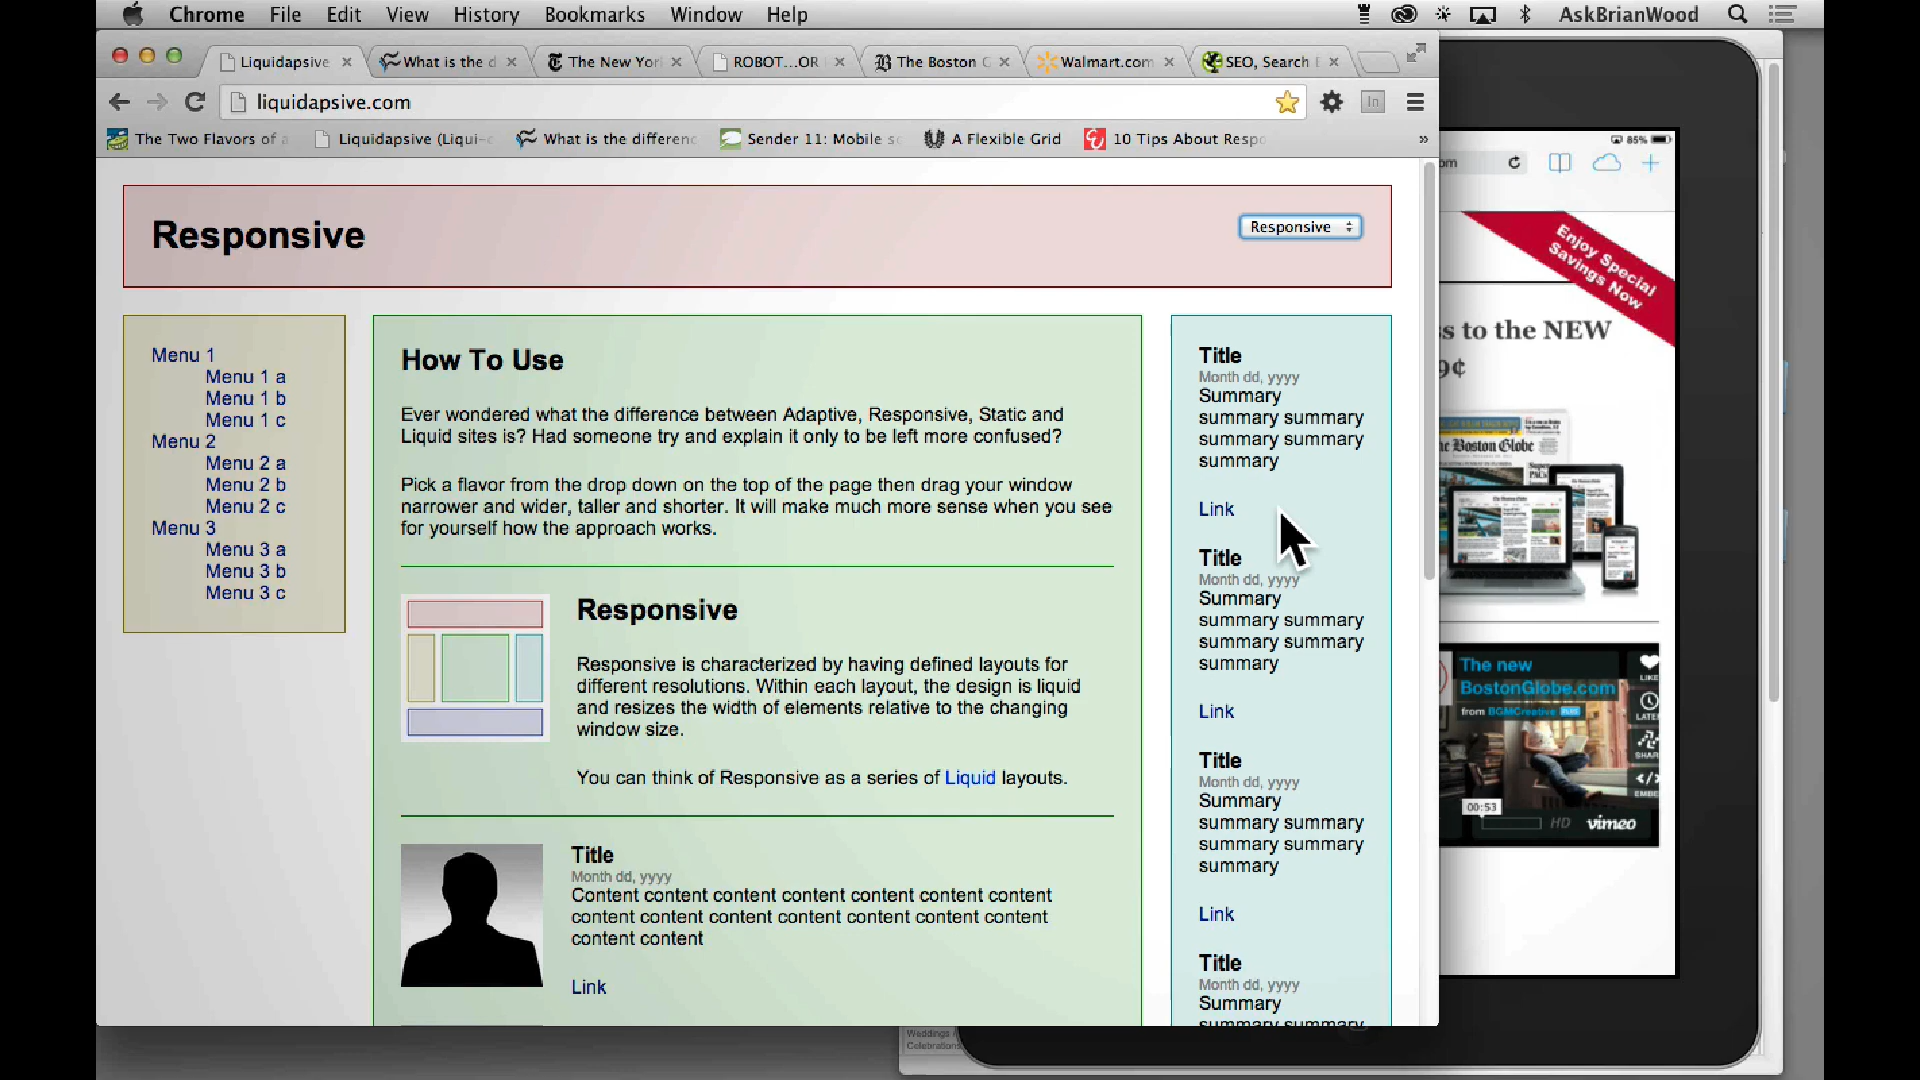 Chrome File Edit View History Bookmarks Window Help AskBrianWood
Liquidapsive What is the d The New Yor ROBOT...OR The Boston G Walmart.com SEO, Search E
liquidapsive.com In
The Two Flavors of a Liquidapsive (Liqui- What is the differen Sender 11: Mobile s A Flexible Grid 10 Tips About Resp
»
85%
om
Responsive
Responsive
Menu 1
Menu 1 a
Menu 1 b
Menu 1 c
Menu 2
Menu 2 a
Menu 2 b
Menu 2 c
Menu 3
Menu 3 a
Menu 3 b
Menu 3 c
How To Use
Ever wondered what the difference between Adaptive, Responsive, Static and
Liquid sites is? Had someone try and explain it only to be left more confused?
Pick a flavor from the drop down on the top of the page then drag your window
narrower and wider, taller and shorter. It will make much more sense when you see
for yourself how the approach works.
Responsive
Responsive is characterized by having defined layouts for
different resolutions. Within each layout, the design is liquid
and resizes the width of elements relative to the changing
window size.
You can think of Responsive as a series of Liquid layouts.
Title
Month dd, yyyy
Content content content content content content content
content content content content content content content
content content
Link
Title
Month dd, yyyy
Summary
summary summary
summary summary
summary
Link
Title
Month dd, yyyy
Summary
summary summary
summary summary
summary
Link
Title
Month dd, yyyy
Summary
summary summary
summary summary
summary
Link
Title
Month dd, yyyy
Summary
summary summary
Enjoy Special
Savings Now
ss to the NEW
9¢
he Boston Globe
The new
BostonGlobe.com
from BGMCreative PLUS
LIKE
LATE
SHAR
EMBE
00:53
HD vimeo
Weddings /
Celebrations